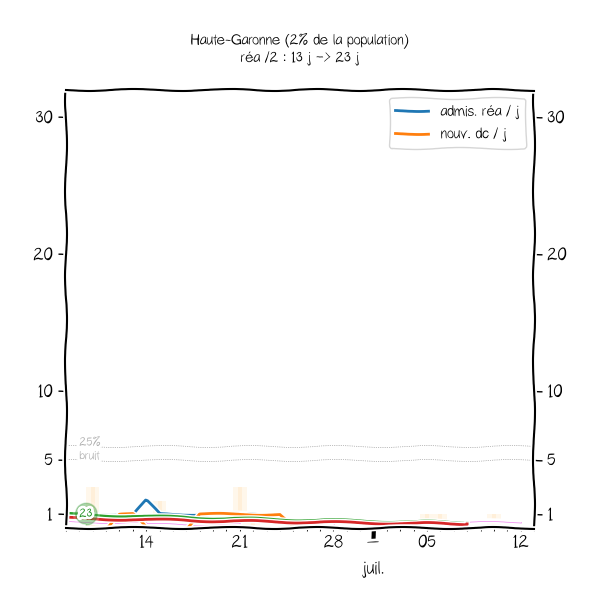 Haute-Garonne (2% de la population)
réa /2 : 13 j -> 23 j
admis. réa / j
nouv. dc / j
30 30
20 20
10 10
25%
bruit
5 5
23
1 1
14 21 28 1 05 12
juil.